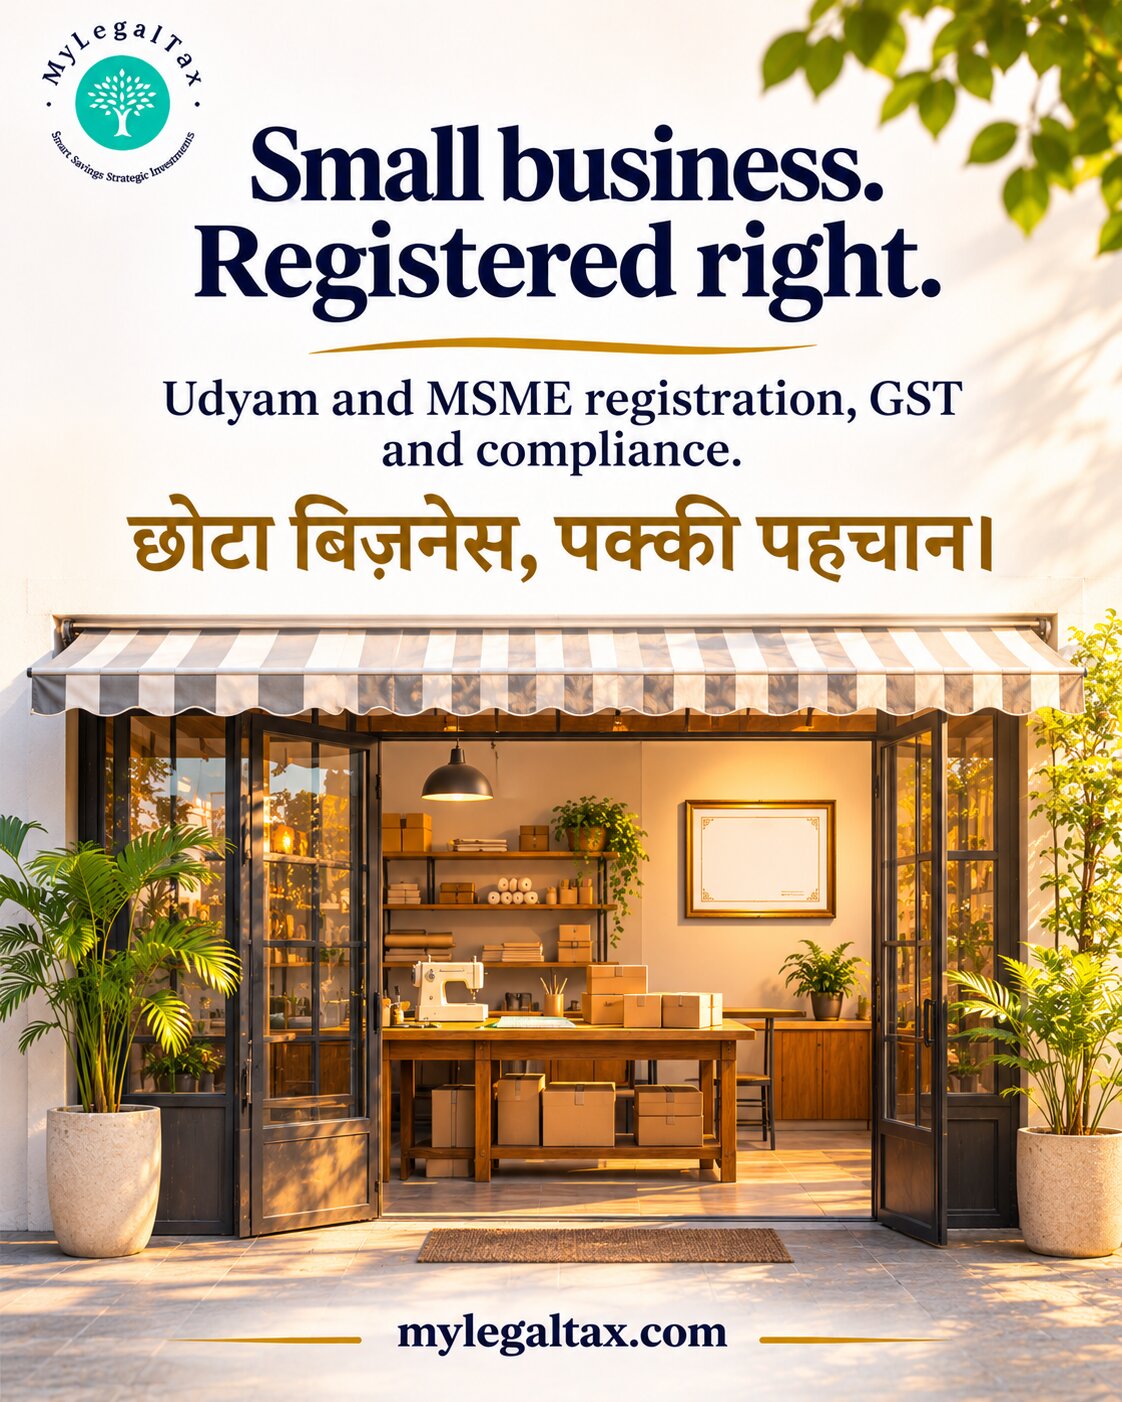 MyLegalTax
Smart Savings Strategic Investments
Small business.
Registered right.
Udyam and MSME registration, GST
and compliance.
छोटा बिज़नेस, पक्की पहचान।
mylegaltax.com